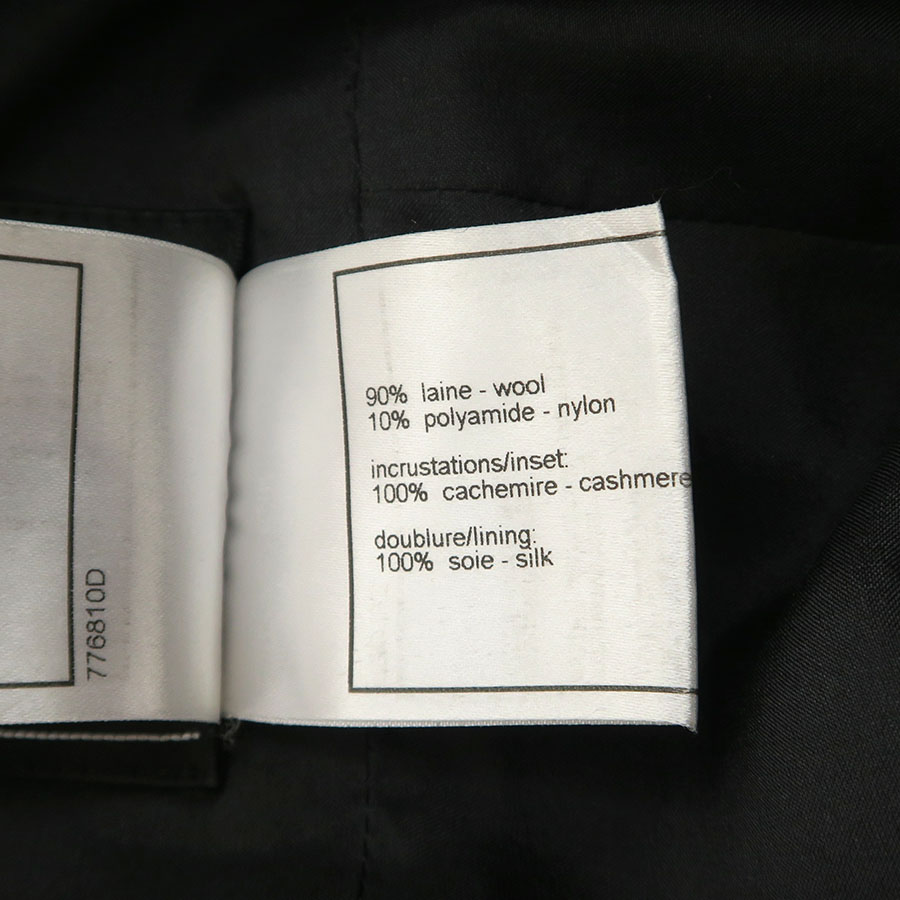 90% laine - wool
10% polyamide - nylon
incrustations/inset:
100% cachemire - cashmere
doublure/lining:
100% soie - silk
776810D